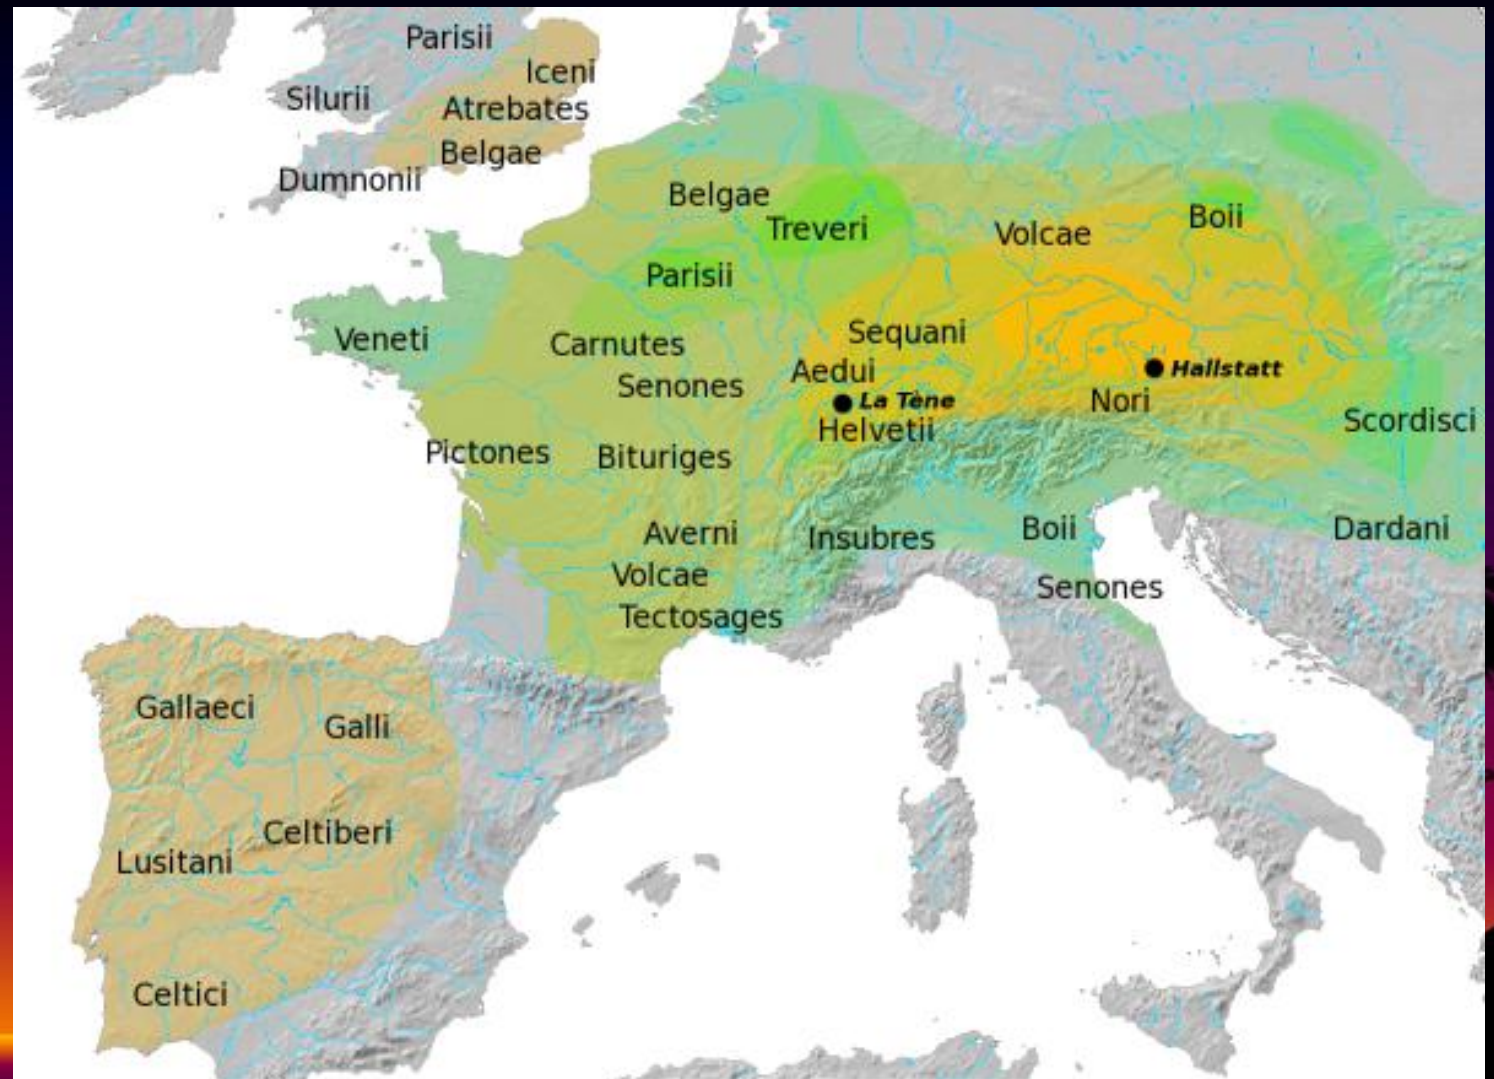 Parisii
Iceni
Silurii
Atrebates
Belgae
Dumnonii
Belgae
Treveri
Volcae
Boii
Parisii
Veneti
Carnutes
Sequani
Senones
Aedui
Hallstatt
La Tène
Nori
Helvetii
Scordisci
Pictones
Bituriges
Averni
Insubres
Boii
Dardani
Volcae
Tectosages
Senones
Gallaeci
Galli
Celtiberi
Lusitani
Celtici